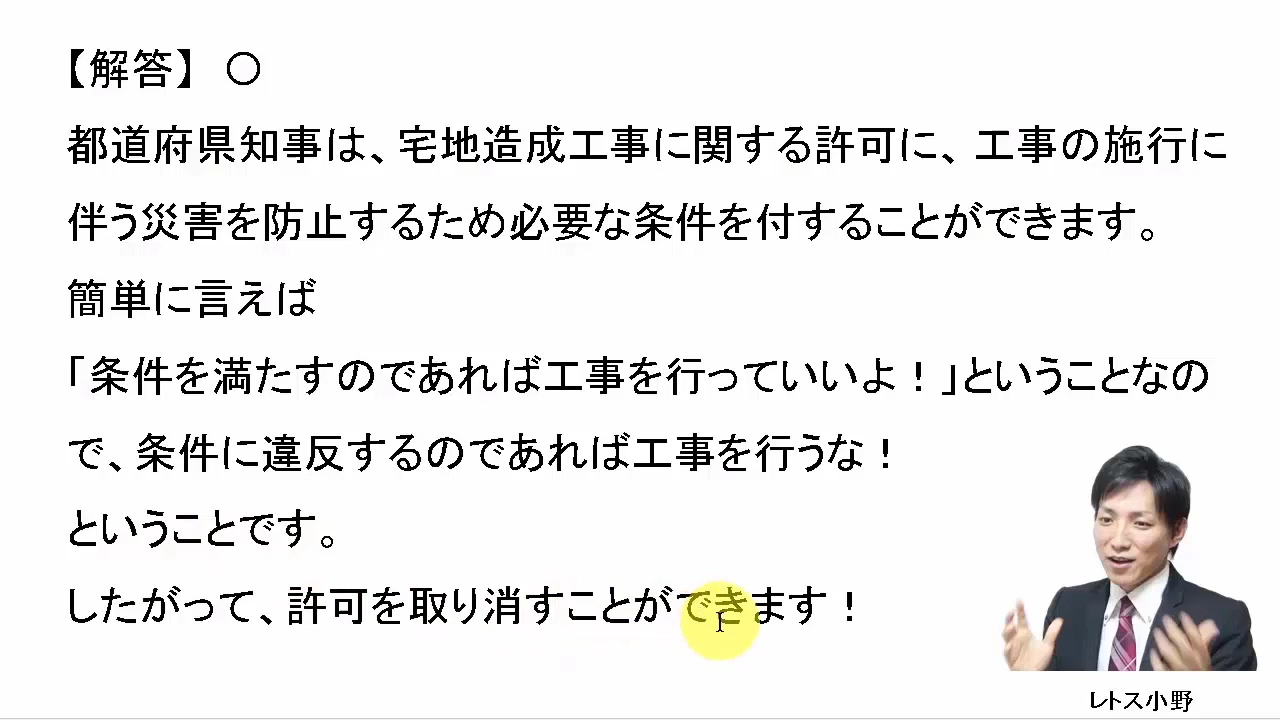 【解答】 ○
都道府県知事は、宅地造成工事に関する許可に、工事の施行に
伴う災害を防止するため必要な条件を付することができます。
簡単に言えば
「条件を満たすのであれば工事を行っていいよ！」ということなの
で、条件に違反するのであれば工事を行うな！
ということです。
したがって、許可を取り消すことができます！
レトス小野